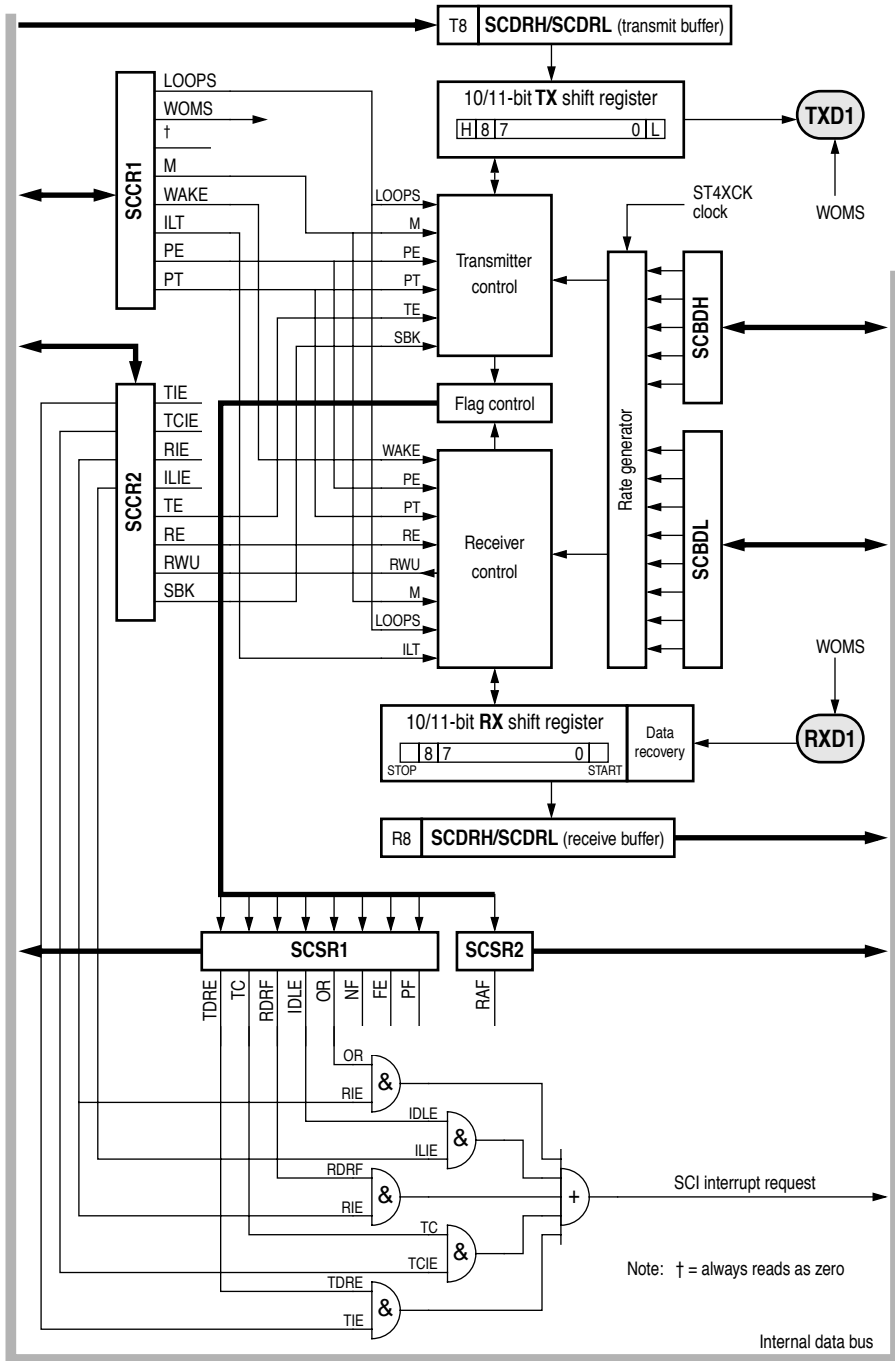 T8 SCDRH/SCDRL (transmit buffer)
10/11-bit TX shift register
H 8 7 0 L
TXD1
WOMS
ST4XCK
clock
SCCR1
LOOPS
WOMS
†
M
WAKE
ILT
PE
PT
LOOPS
M
PE
PT
TE
SBK
Transmitter
control
Rate generator
SCBDH
SCBDL
Flag control
SCCR2
TIE
TCIE
RIE
ILIE
TE
RE
RWU
SBK
WAKE
PE
PT
RE
RWU
M
LOOPS
ILT
Receiver
control
WOMS
RXD1
10/11-bit RX shift register
8 7 0
STOP START
Data
recovery
R8 SCDRH/SCDRL (receive buffer)
SCSR1
SCSR2
TDRE
TC
RDRF
IDLE
OR
NF
FE
PF
RAF
OR
&
RIE
IDLE
&
ILIE
RDRF
&
RIE
+
SCI interrupt request
TC
&
TCIE
TDRE
&
TIE
Note: † = always reads as zero
Internal data bus